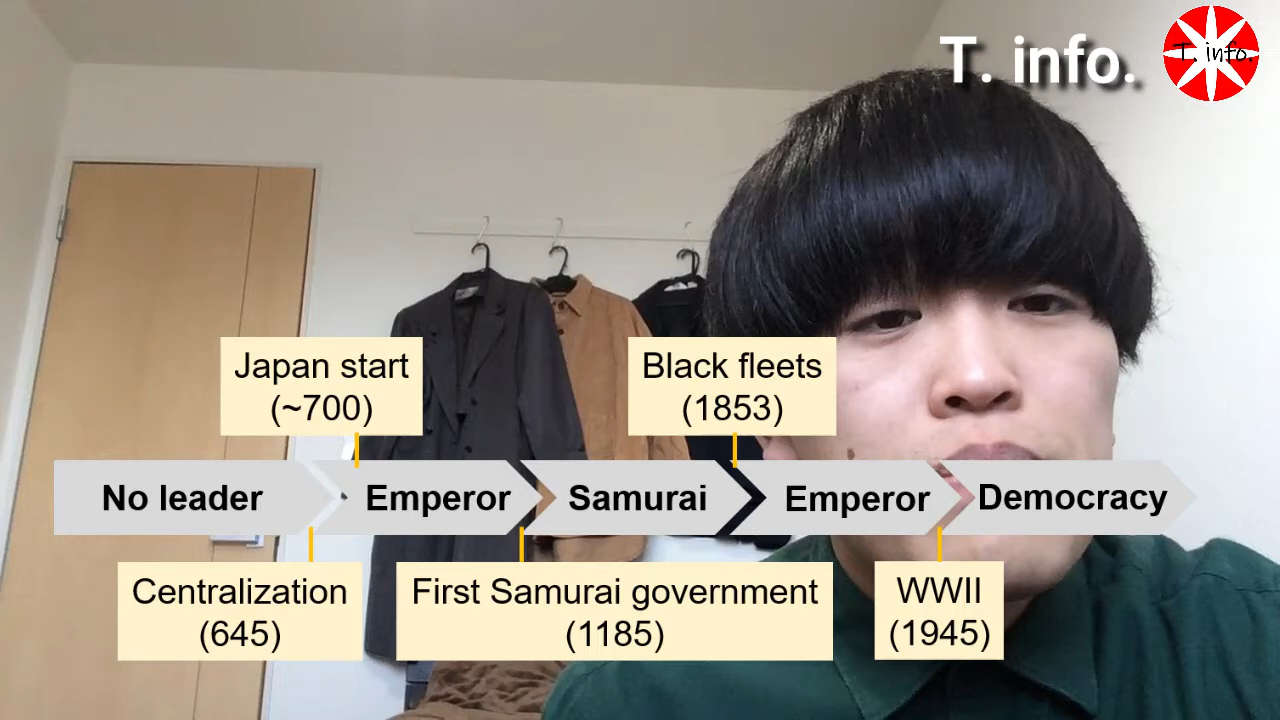 T. info.
T. info.
Japan start
(~700)
Black fleets
(1853)
No leader
Emperor
Samurai
Emperor
Democracy
Centralization
(645)
First Samurai government
(1185)
WWII
(1945)